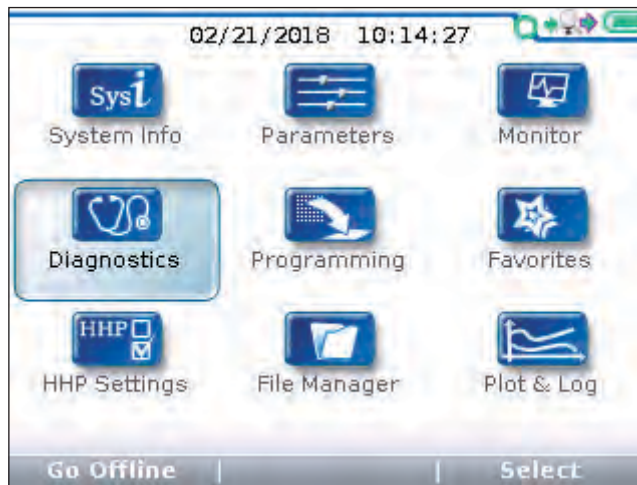 02/21/2018 10:14:27
Sysi
System Info
Parameters
Monitor
Diagnostics
Programming
Favorites
HHP
HHP Settings
File Manager
Plot & Log
Go Offline
Select